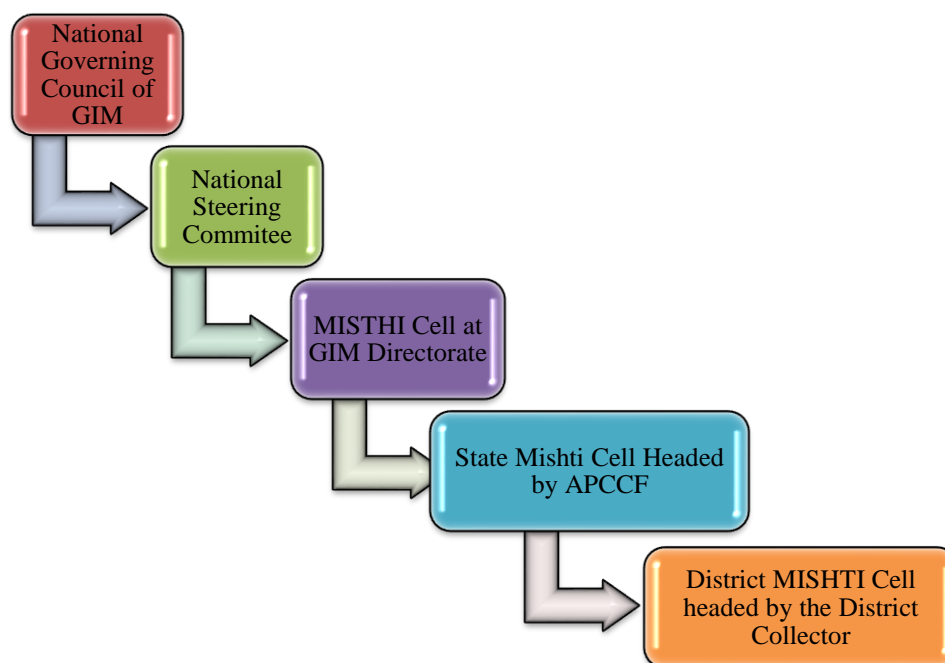 National
Governing
Council of
GIM
National
Steering
Commitee
MISTHI Cell at
GIM Directorate
State Mishti Cell Headed
by APCCF
District MISHTI Cell
headed by the District
Collector